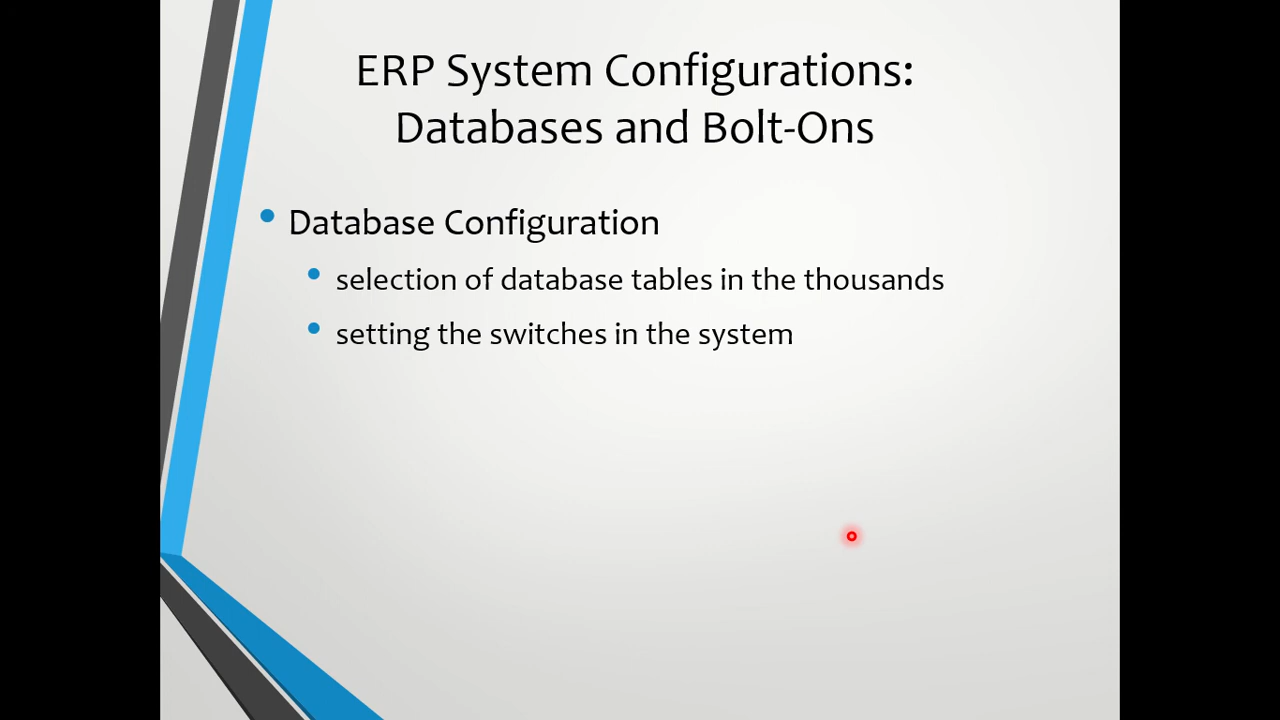 ERP System Configurations:
Databases and Bolt-Ons
Database Configuration
selection of database tables in the thousands
setting the switches in the system